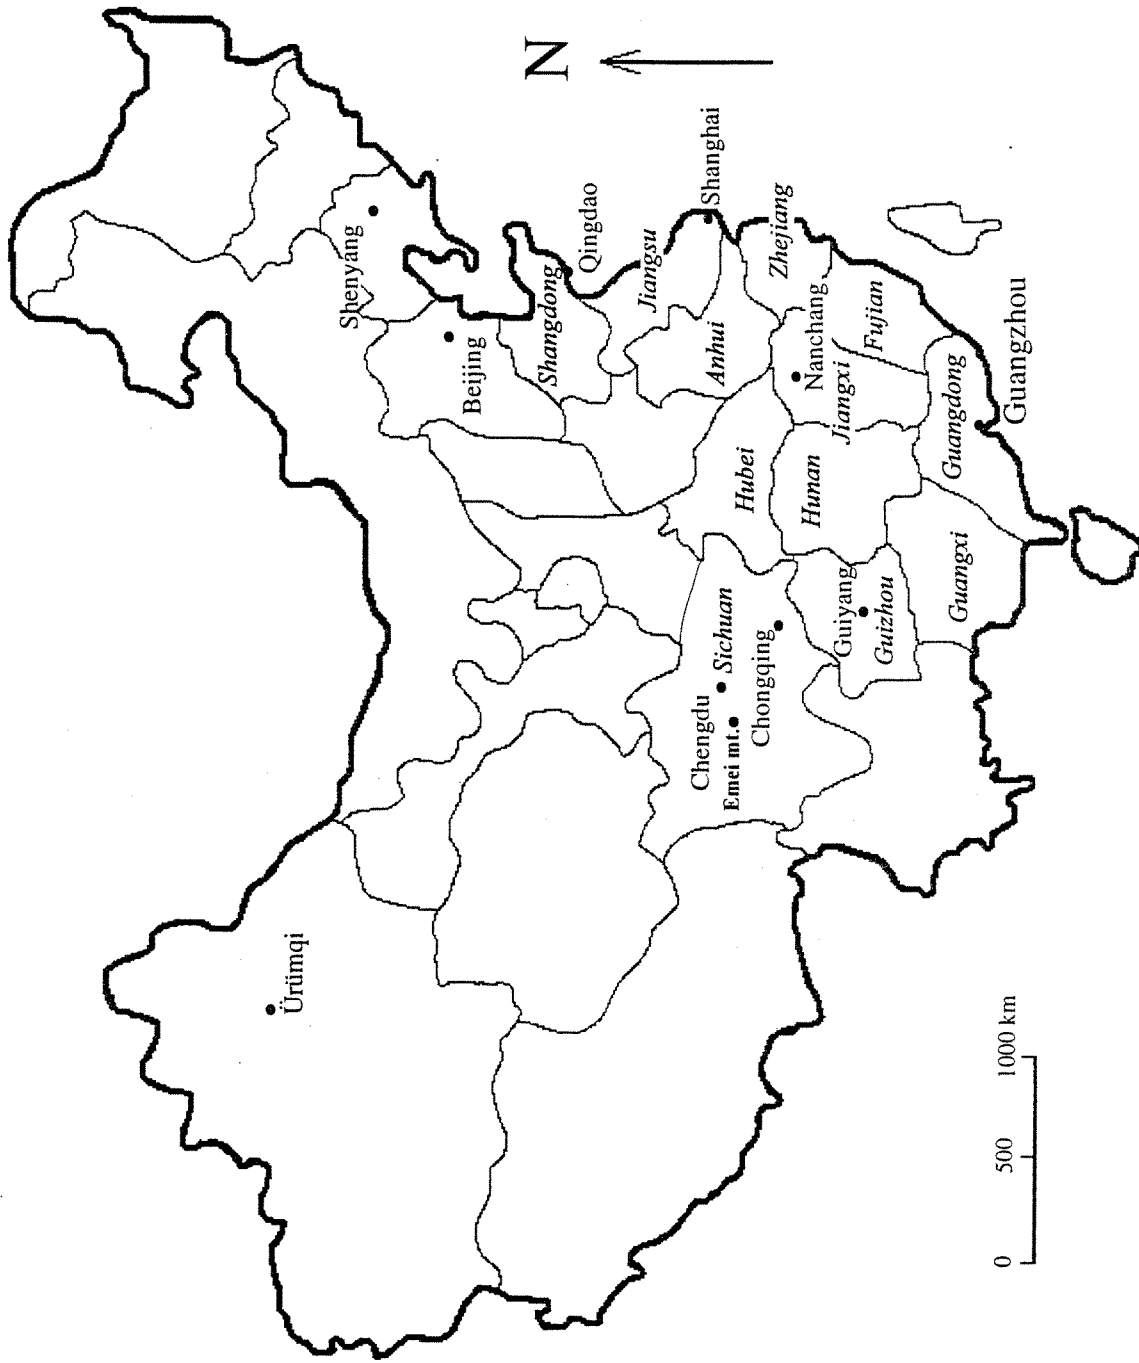 N
Shenyang
Beijing
Shangdong
Qingdao
Jiangsu
Shanghai
Anhui
Zhejiang
Nanchang
Jiangxi
Fujian
Hubei
Hunan
Guangdong
Guangzhou
Guangxi
Guiyang
Guizhou
Sichuan
Chongqing
Chengdu
Emei mt.
Ürümqi
0 500 1000 km